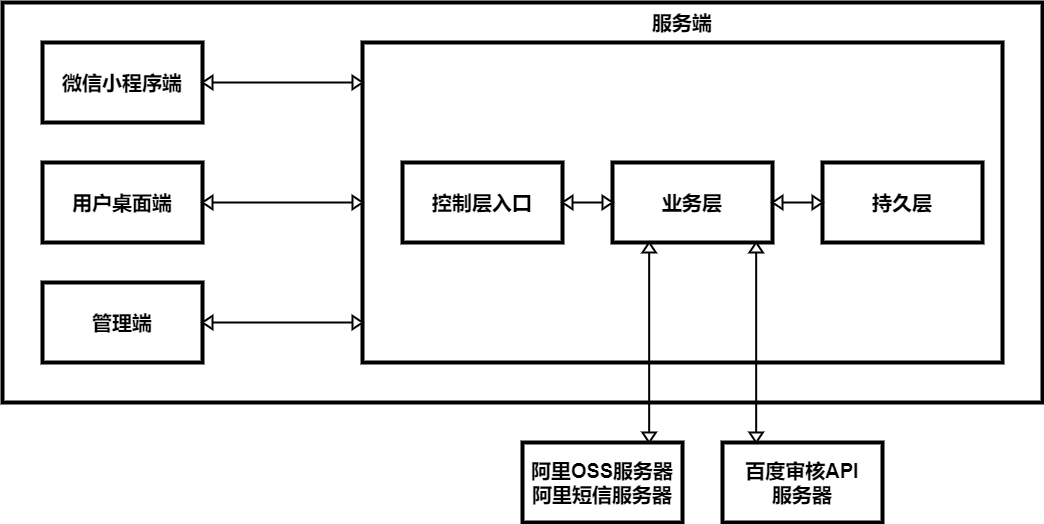 服务端
微信小程序端
用户桌面端
控制层入口
业务层
持久层
管理端
阿里OSS服务器
阿里短信服务器
百度审核API
服务器